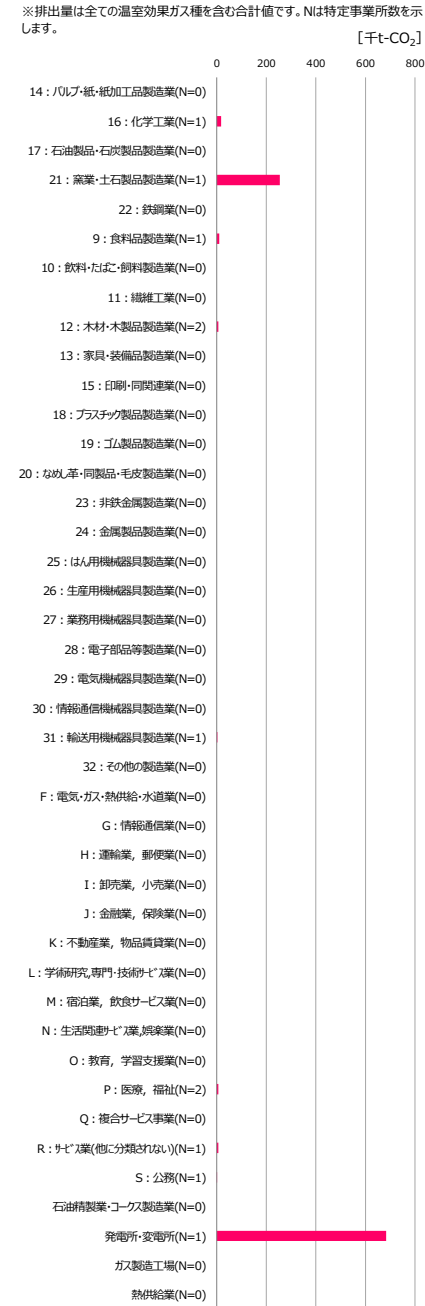 ※排出量は全ての温室効果ガス種を含む合計値です。Nは特定事業所数を示
します。
[千t-CO₂]
0 200 400 600 800
14：パルプ・紙・紙加工品製造業(N=0)
16：化学工業(N=1)
17：石油製品・石炭製品製造業(N=0)
21：窯業・土石製品製造業(N=1)
22：鉄鋼業(N=0)
9：食料品製造業(N=1)
10：飲料・たばこ・飼料製造業(N=0)
11：繊維工業(N=0)
12：木材・木製品製造業(N=2)
13：家具・装備品製造業(N=0)
15：印刷・同関連業(N=0)
18：プラスチック製品製造業(N=0)
19：ゴム製品製造業(N=0)
20：なめし革・同製品・毛皮製造業(N=0)
23：非鉄金属製造業(N=0)
24：金属製品製造業(N=0)
25：はん用機械器具製造業(N=0)
26：生産用機械器具製造業(N=0)
27：業務用機械器具製造業(N=0)
28：電子部品等製造業(N=0)
29：電気機械器具製造業(N=0)
30：情報通信機械器具製造業(N=0)
31：輸送用機械器具製造業(N=1)
32：その他の製造業(N=0)
F：電気・ガス・熱供給・水道業(N=0)
G：情報通信業(N=0)
H：運輸業，郵便業(N=0)
I：卸売業，小売業(N=0)
J：金融業，保険業(N=0)
K：不動産業，物品賃貸業(N=0)
L：学術研究,専門・技術ｻｰﾋﾞｽ業(N=0)
M：宿泊業，飲食サービス業(N=0)
N：生活関連ｻｰﾋﾞｽ業,娯楽業(N=0)
O：教育，学習支援業(N=0)
P：医療，福祉(N=2)
Q：複合サービス事業(N=0)
R：ｻｰﾋﾞｽ業(他に分類されない)(N=1)
S：公務(N=1)
石油精製業・コークス製造業(N=0)
発電所・変電所(N=1)
ガス製造工場(N=0)
熱供給業(N=0)